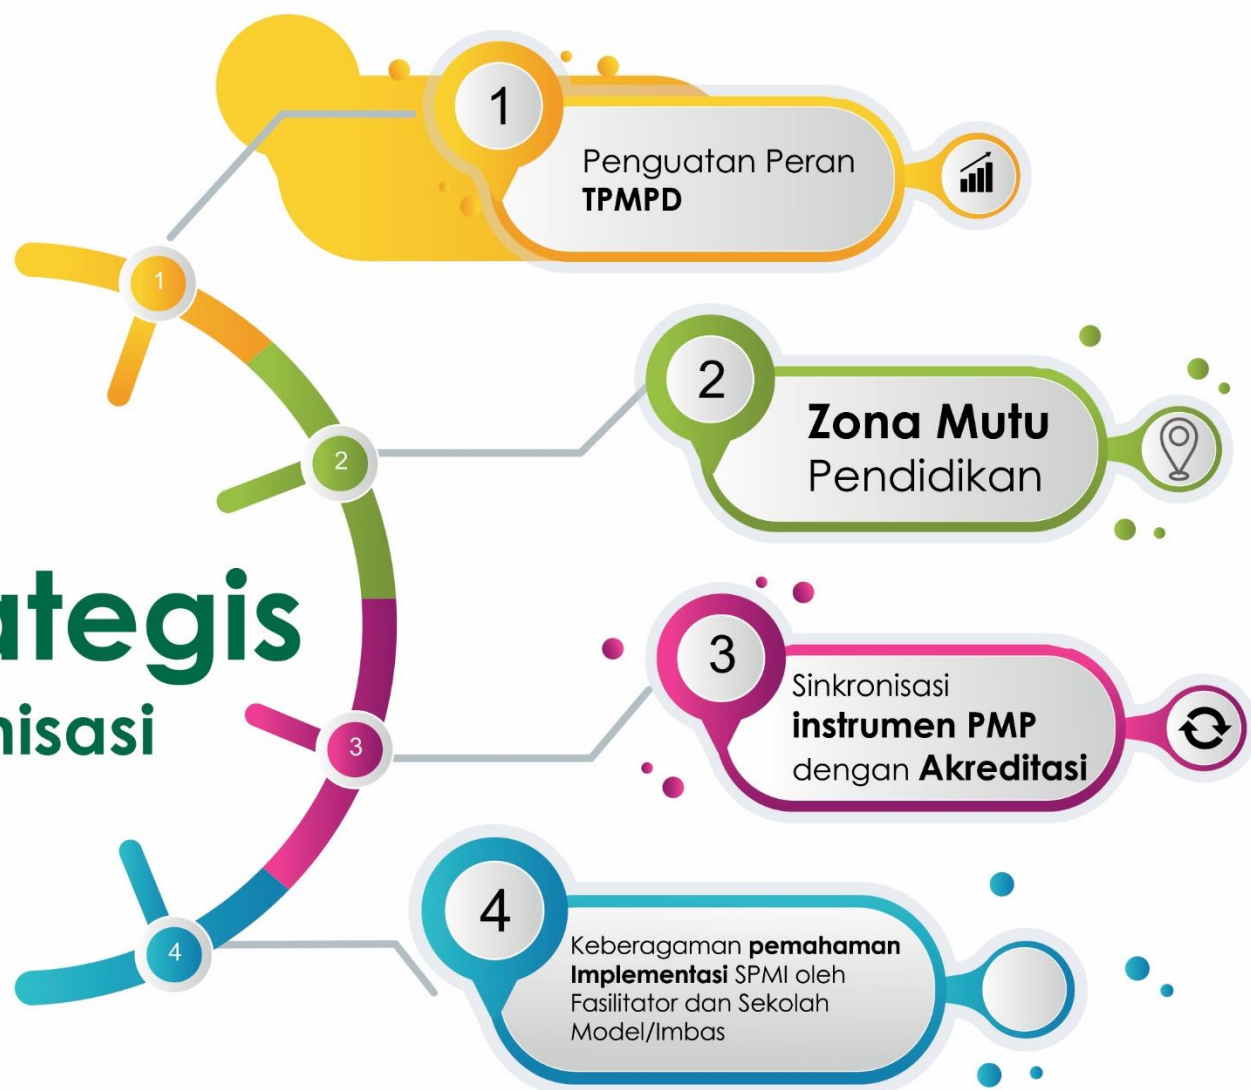 1
Penguatan Peran
TPMPD
1
2
Zona Mutu
Pendidikan
2
ategis
nisasi
3
Sinkronisasi
instrumen PMP
dengan Akreditasi
3
4
Keberagaman pemahaman
Implementasi SPMI oleh
Fasilitator dan Sekolah
Model/Imbas
4